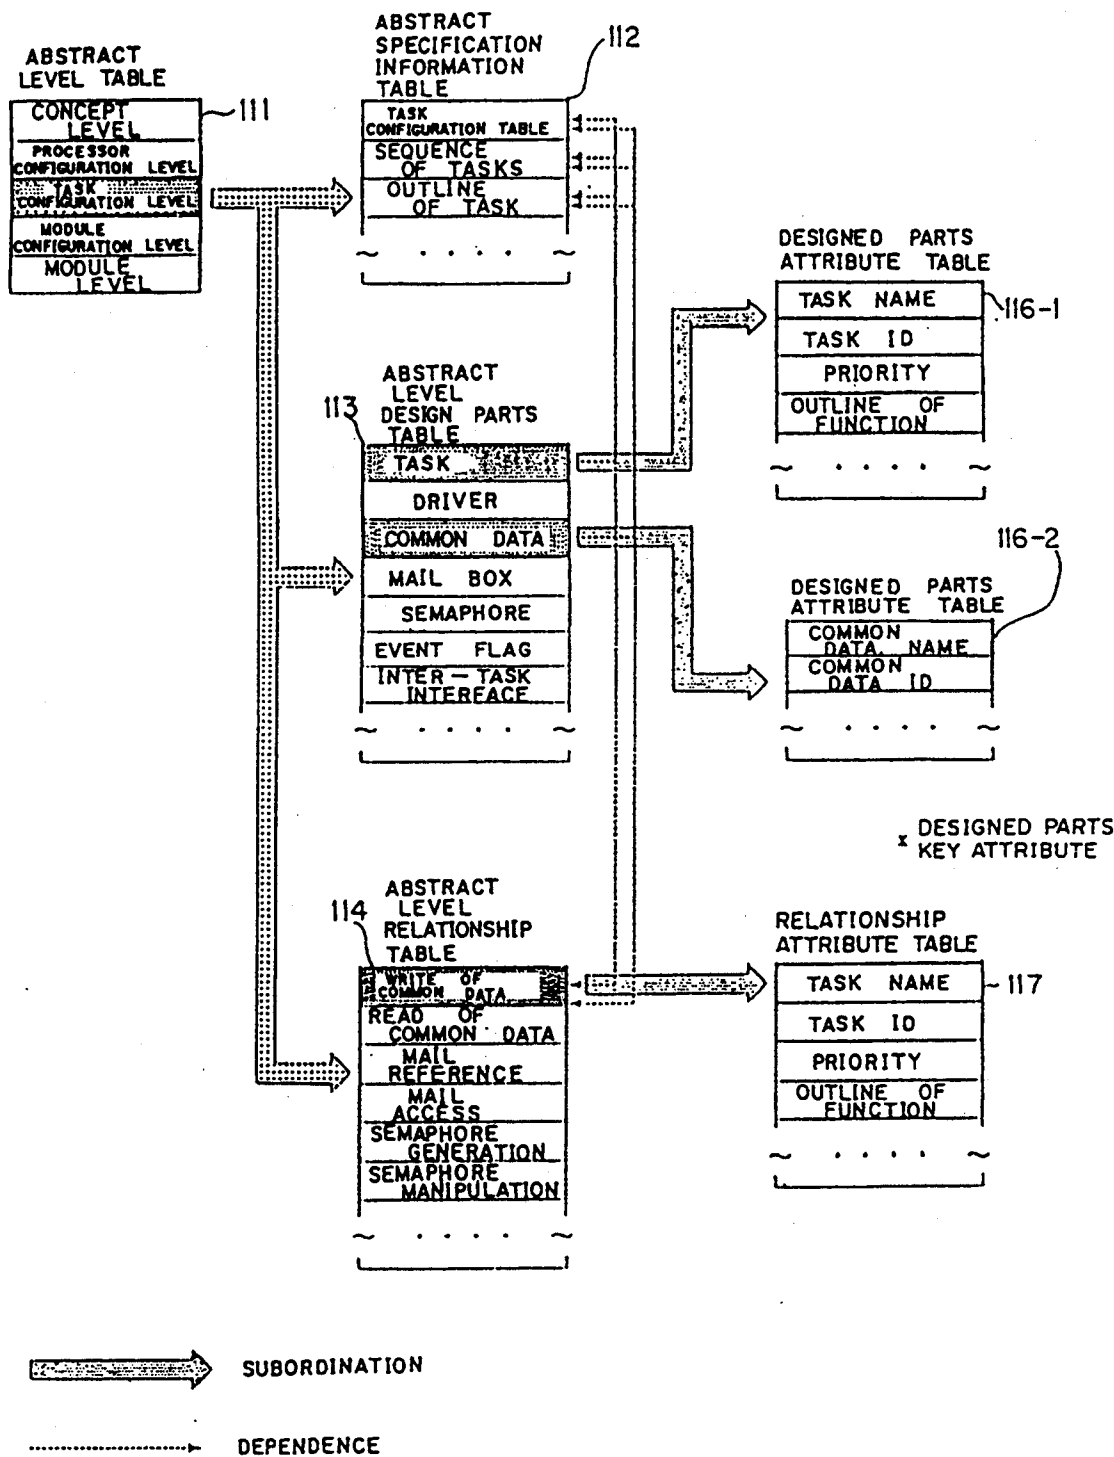 ABSTRACT
LEVEL TABLE
111
CONCEPT
LEVEL
PROCESSOR
CONFIGURATION LEVEL
TASK
CONFIGURATION LEVEL
MODULE
CONFIGURATION LEVEL
MODULE
LEVEL
ABSTRACT
SPECIFICATION
INFORMATION
TABLE
112
TASK
CONFIGURATION TABLE
SEQUENCE
OF TASKS
OUTLINE
OF TASK
~ . . . . ~
DESIGNED PARTS
ATTRIBUTE TABLE
116-1
TASK NAME
TASK ID
PRIORITY
OUTLINE OF
FUNCTION
~ . . . . ~
ABSTRACT
LEVEL
DESIGN PARTS
TABLE
113
TASK
DRIVER
COMMON DATA
MAIL BOX
SEMAPHORE
EVENT FLAG
INTER-TASK
INTERFACE
~ . . . . ~
116-2
DESIGNED PARTS
ATTRIBUTE TABLE
COMMON
DATA NAME
COMMON
DATA ID
~ . . . . ~
x DESIGNED PARTS
KEY ATTRIBUTE
ABSTRACT
LEVEL
RELATIONSHIP
TABLE
114
WRITE OF
COMMON DATA
READ OF
COMMON DATA
MAIL
REFERENCE
MAIL
ACCESS
SEMAPHORE
GENERATION
SEMAPHORE
MANIPULATION
~ . . . . ~
RELATIONSHIP
ATTRIBUTE TABLE
117
TASK NAME
TASK ID
PRIORITY
OUTLINE OF
FUNCTION
~ . . . . ~
SUBORDINATION
DEPENDENCE